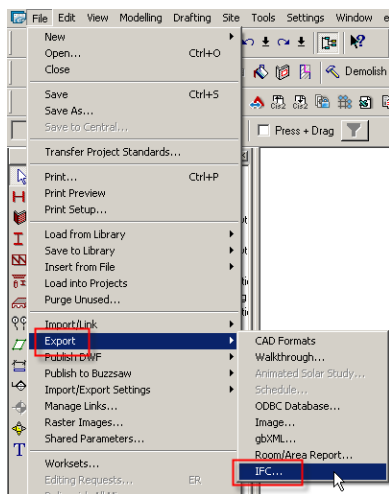 File Edit View Modelling Drafting Site Tools Settings Window
New
Open... Ctrl+O
Close
Demolish
Save Ctrl+S
Save As...
Save to Central...
Press + Drag
Transfer Project Standards...
Print... Ctrl+P
Print Preview
Print Setup...
Load from Library
Save to Library
Insert from File
Load into Projects
Purge Unused...
Import/Link
Export
CAD Formats
Publish DWF
Walkthrough...
Publish to Buzzsaw
Animated Solar Study...
Import/Export Settings
Schedule...
Manage Links...
ODBC Database...
Raster Images...
Image...
Shared Parameters...
gbXML...
Room/Area Report...
Worksets...
IFC...
Editing Requests... ER